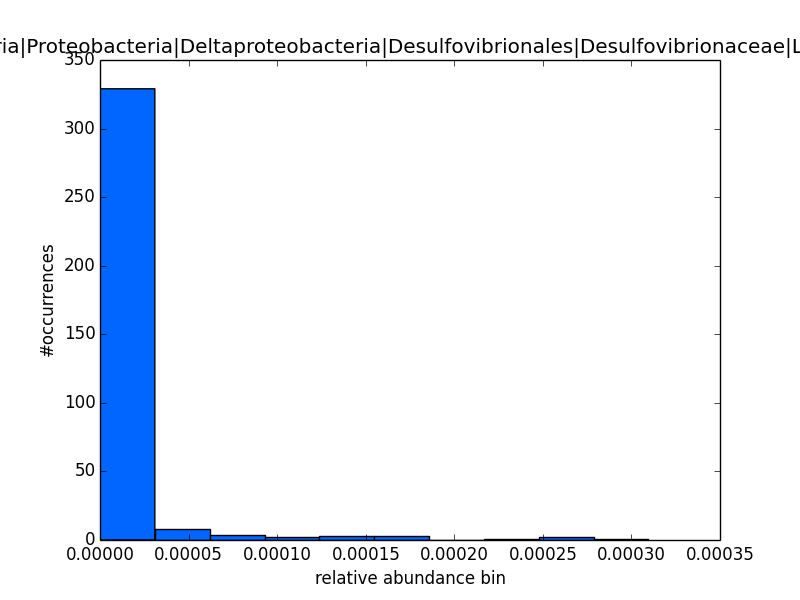 ria|Proteobacteria|Deltaproteobacteria|Desulfovibrionales|Desulfovibrionaceae|L
350
300
250
200
150
100
50
0
#occurrences
0.00000 0.00005 0.00010 0.00015 0.00020 0.00025 0.00030 0.00035
relative abundance bin